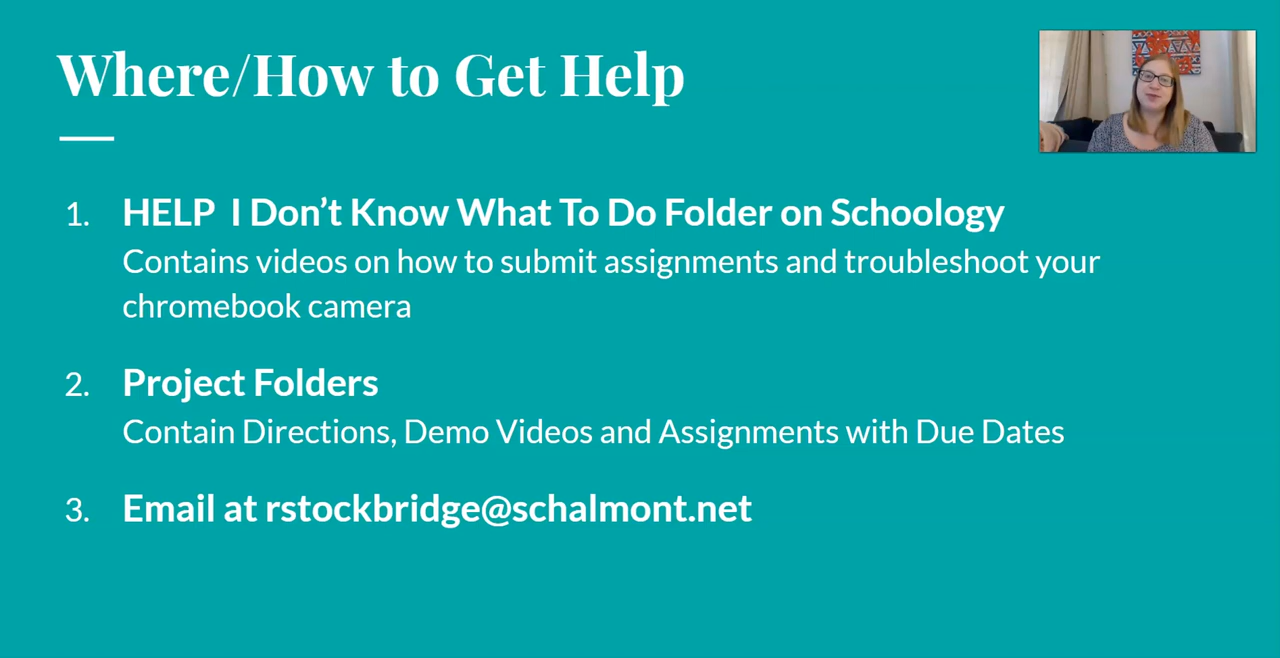 Where/How to Get Help
1. HELP  I Don’t Know What To Do Folder on Schoology
Contains videos on how to submit assignments and troubleshoot your
chromebook camera
2. Project Folders
Contain Directions, Demo Videos and Assignments with Due Dates
3. Email at rstockbridge@schalmont.net